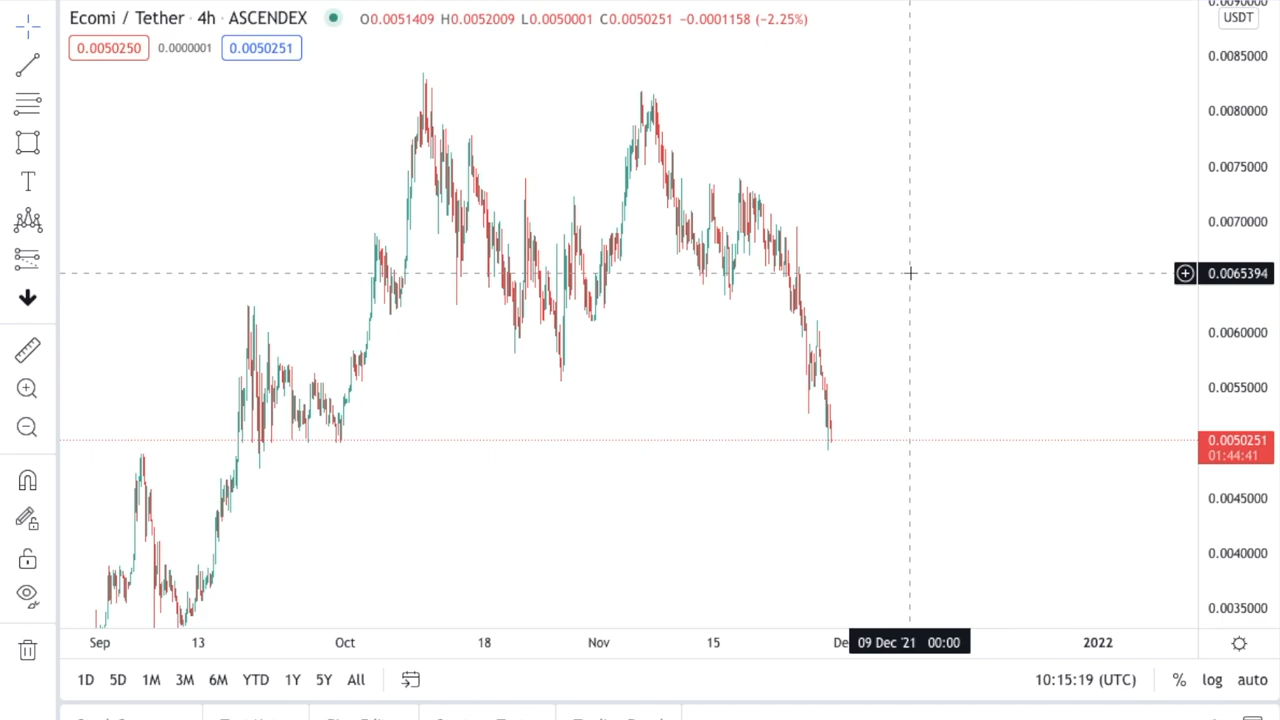 Ecomi / Tether 4h ASCENDEX O0.0051409 H0.0052009 L0.0050001 C0.0050251 −0.0001158 (−2.25%)
USDT
0.0050250 0.0000001 0.0050251
0.0085000
0.0080000
0.0075000
0.0070000
0.0065394
0.0060000
0.0055000
0.0050251
01:44:41
0.0045000
0.0040000
0.0035000
Sep 13 Oct 18 Nov 15 De 09 Dec '21 00:00 2022
1D 5D 1M 3M 6M YTD 1Y 5Y All 10:15:19 (UTC) % log auto